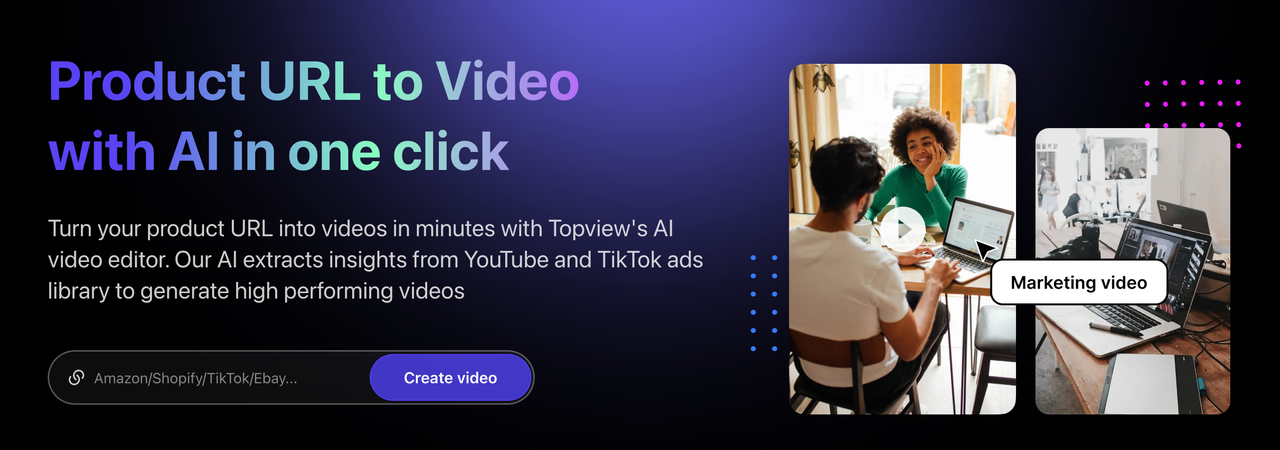 Product URL to Video
with AI in one click
Turn your product URL into videos in minutes with Topview's AI
video editor. Our AI extracts insights from YouTube and TikTok ads
library to generate high performing videos
Amazon/Shopify/TikTok/Ebay...
Create video
Marketing video